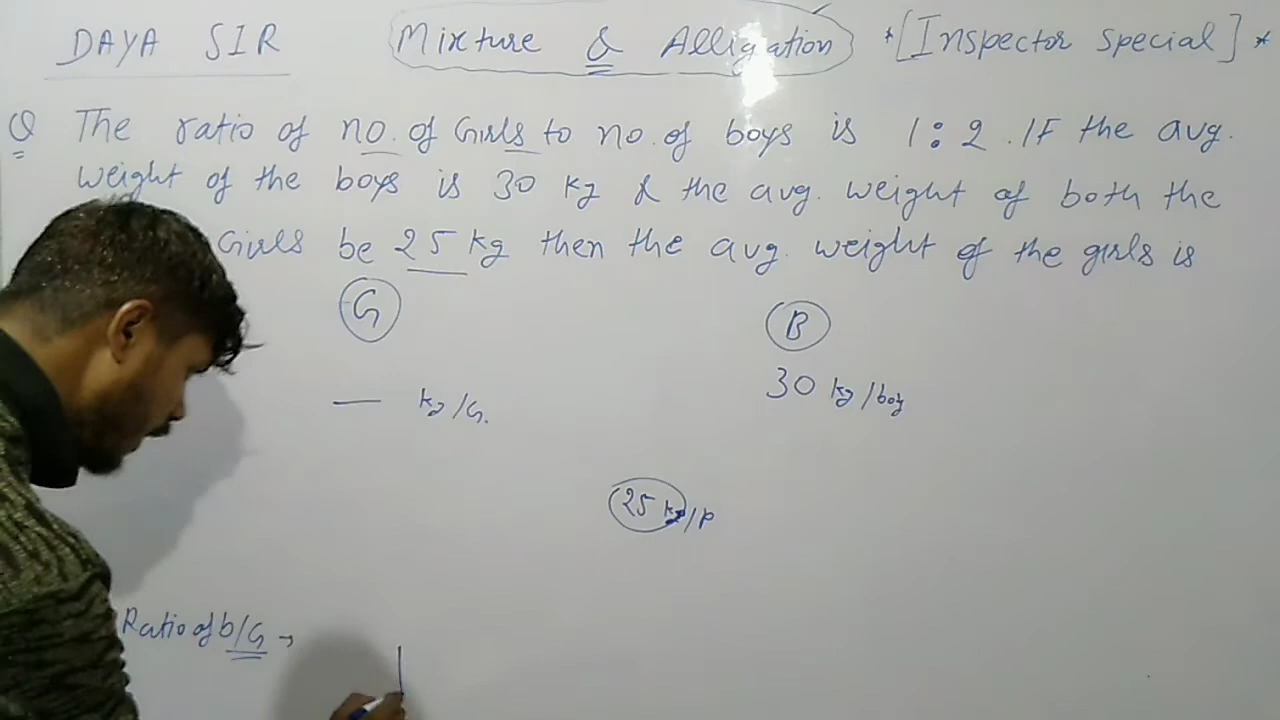 DAYA SIR Mixture & Alligation *[Inspector Special]*
Q The ratio of no. of Girls to no. of boys is 1:2. IF the avg.
weight of the boys is 30 kg & the avg. weight of both the
Girls be 25 kg then the avg. weight of the girls is
G B
— kg/G. 30 kg/boy
25 kg/P
Ratio of b/G →